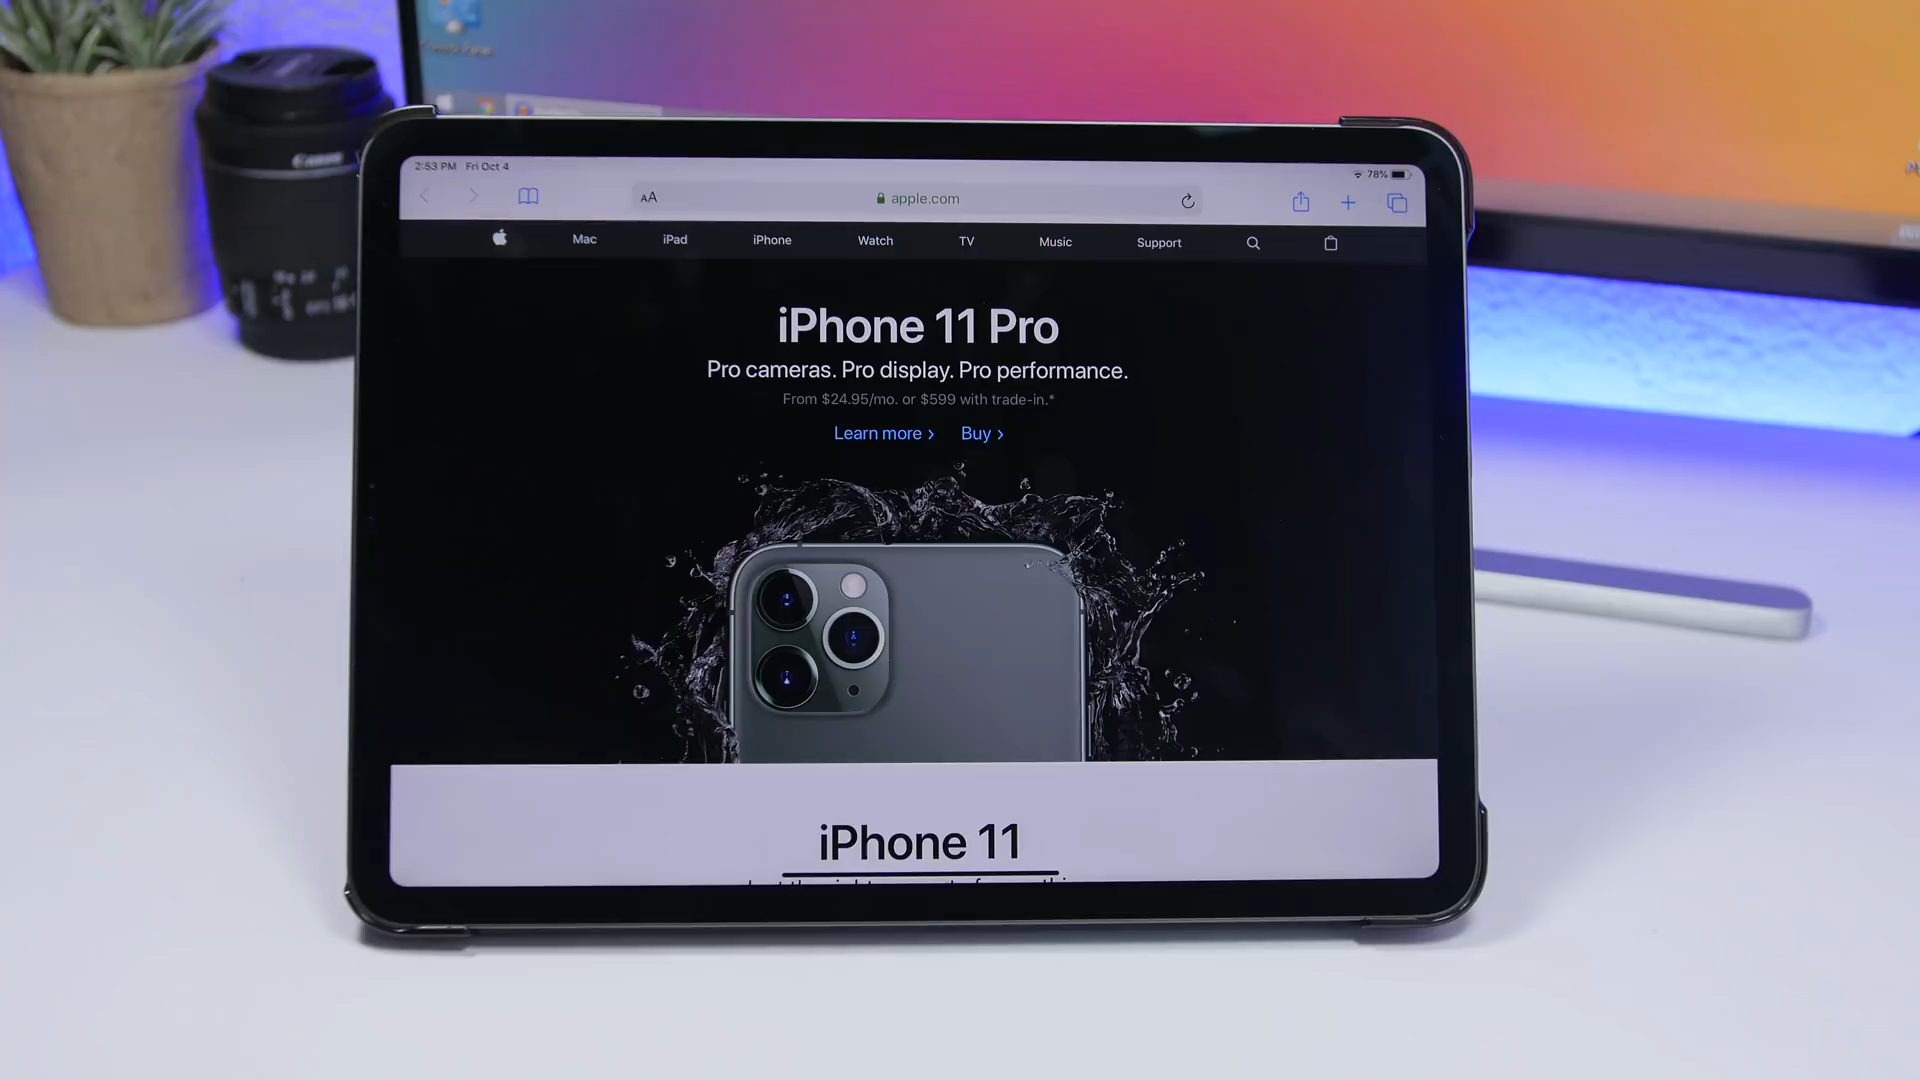 Canon
2:53 PM Fri Oct 4
78%
AA
apple.com
Mac iPad iPhone Watch TV Music Support
iPhone 11 Pro
Pro cameras. Pro display. Pro performance.
From $24.95/mo. or $599 with trade-in.*
Learn more > Buy >
iPhone 11